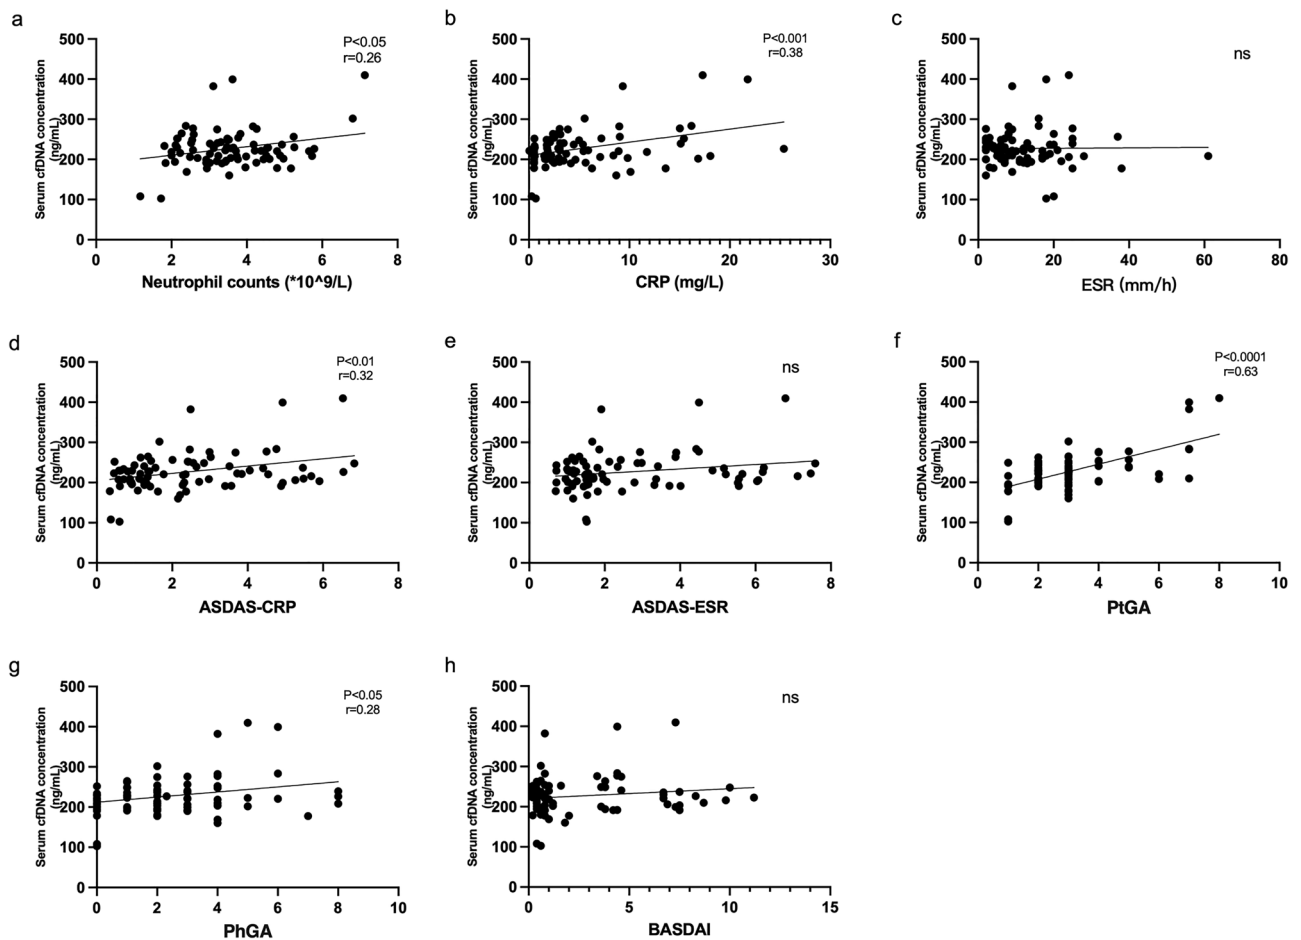 a
P<0.05
r=0.26
Serum cfDNA concentration
(ng/mL)
500
400
300
200
100
0
0 2 4 6 8
Neutrophil counts (*10^9/L)
b
P<0.001
r=0.38
Serum cfDNA concentration
(ng/mL)
500
400
300
200
100
0
0 10 20 30
CRP (mg/L)
c
ns
Serum cfDNA concentration
(ng/mL)
500
400
300
200
100
0
0 20 40 60 80
ESR (mm/h)
d
P<0.01
r=0.32
Serum cfDNA concentration
(ng/mL)
500
400
300
200
100
0
0 2 4 6 8
ASDAS-CRP
e
ns
Serum cfDNA concentration
(ng/mL)
500
400
300
200
100
0
0 2 4 6 8
ASDAS-ESR
f
P<0.0001
r=0.63
Serum cfDNA concentration
(ng/mL)
500
400
300
200
100
0
0 2 4 6 8 10
PtGA
g
P<0.05
r=0.28
Serum cfDNA concentration
(ng/mL)
500
400
300
200
100
0
0 2 4 6 8 10
PhGA
h
ns
Serum cfDNA concentration
(ng/mL)
500
400
300
200
100
0
0 5 10 15
BASDAI